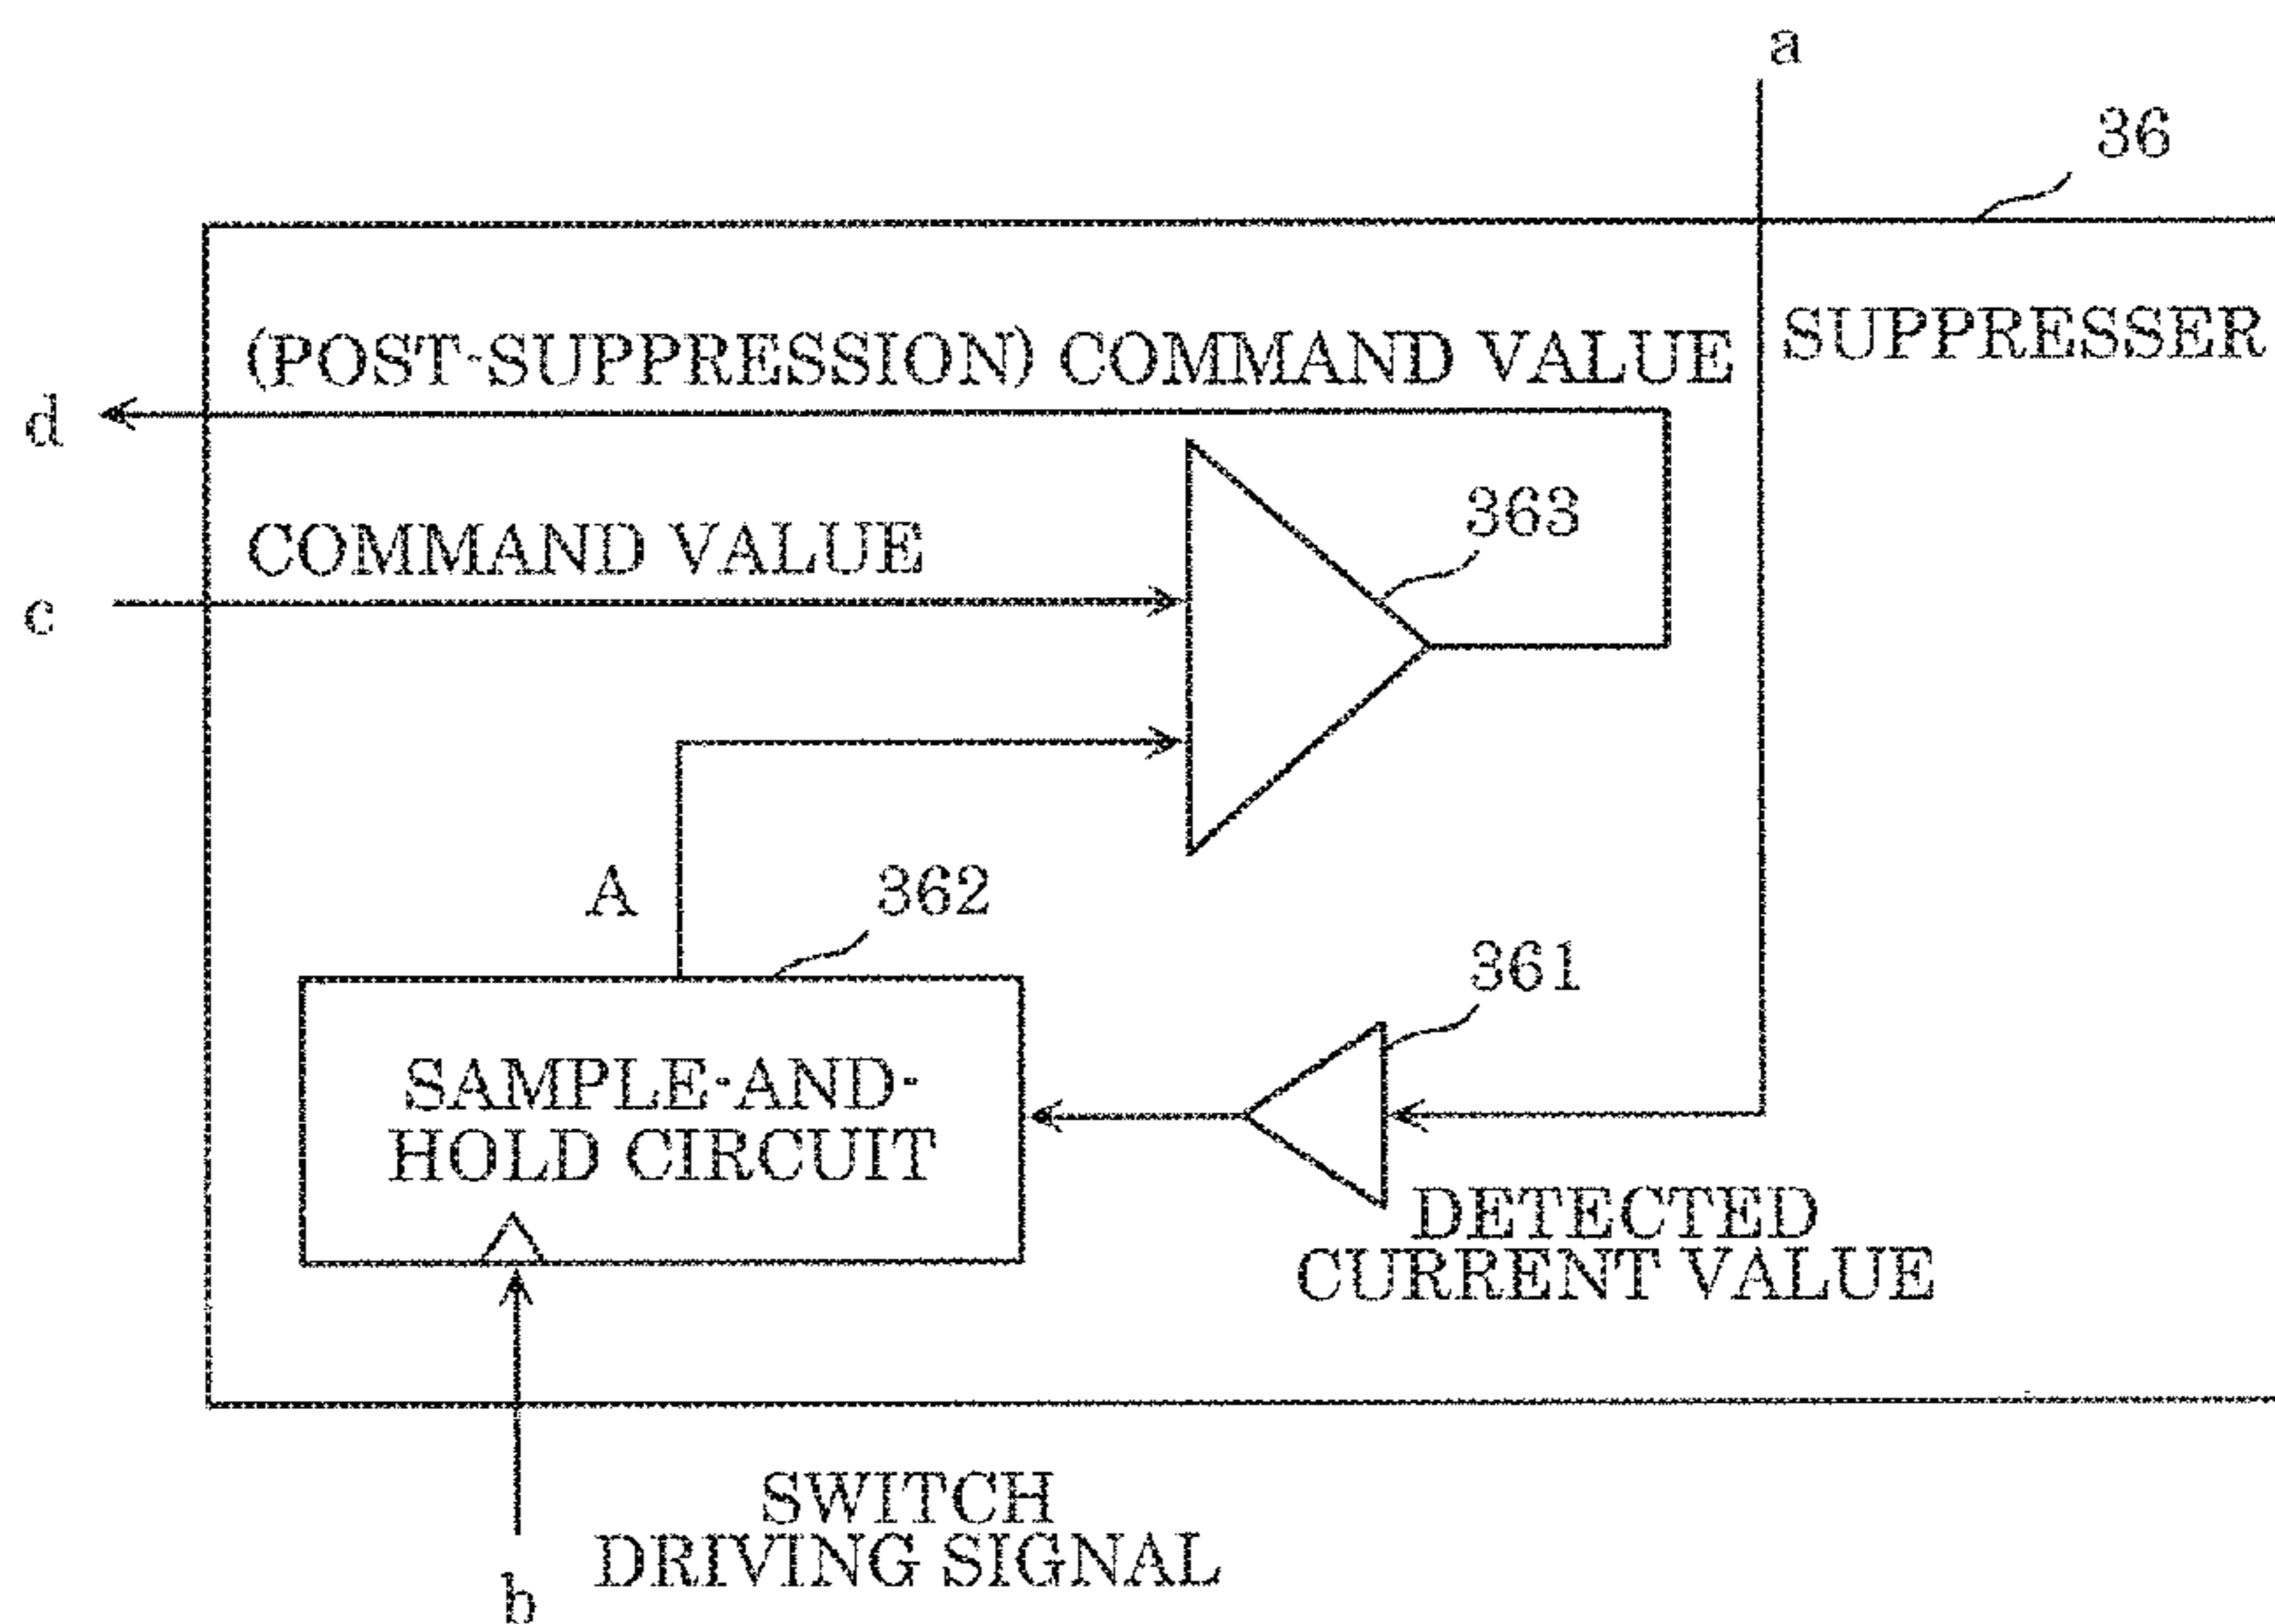 a
36
(POST-SUPPRESSION) COMMAND VALUE
SUPPRESSER
d
COMMAND VALUE
363
c
A
362
361
SAMPLE-AND-
HOLD CIRCUIT
DETECTED
CURRENT VALUE
SWITCH
DRIVING SIGNAL
b